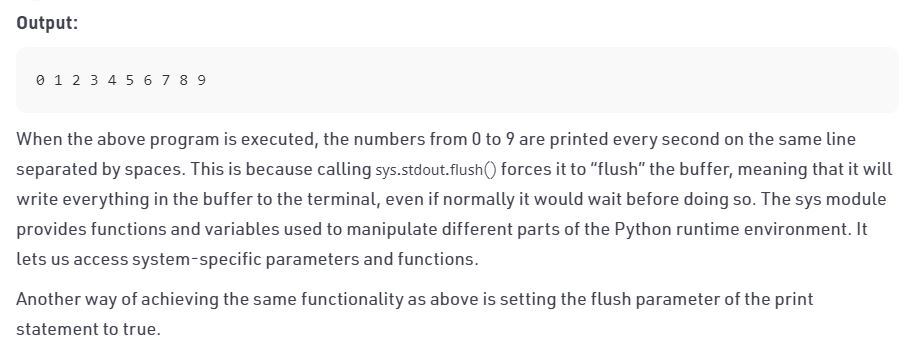 Output:
0 1 2 3 4 5 6 7 8 9
When the above program is executed, the numbers from 0 to 9 are printed every second on the same line
separated by spaces. This is because calling sys.stdout.flush() forces it to “flush” the buffer, meaning that it will
write everything in the buffer to the terminal, even if normally it would wait before doing so. The sys module
provides functions and variables used to manipulate different parts of the Python runtime environment. It
lets us access system-specific parameters and functions.
Another way of achieving the same functionality as above is setting the flush parameter of the print
statement to true.